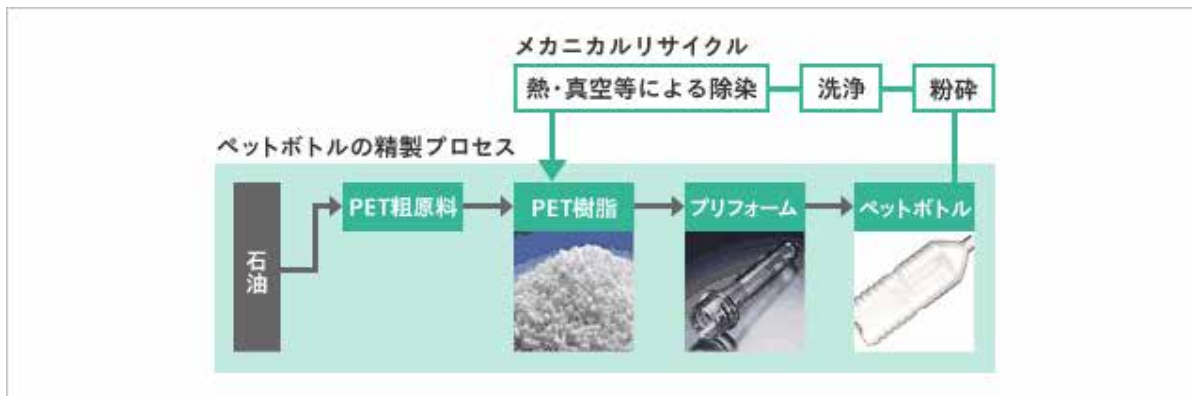 メカニカルリサイクル
熱・真空等による除染
洗浄
粉砕
ペットボトルの精製プロセス
石油
PET粗原料
PET樹脂
プリフォーム
ペットボトル